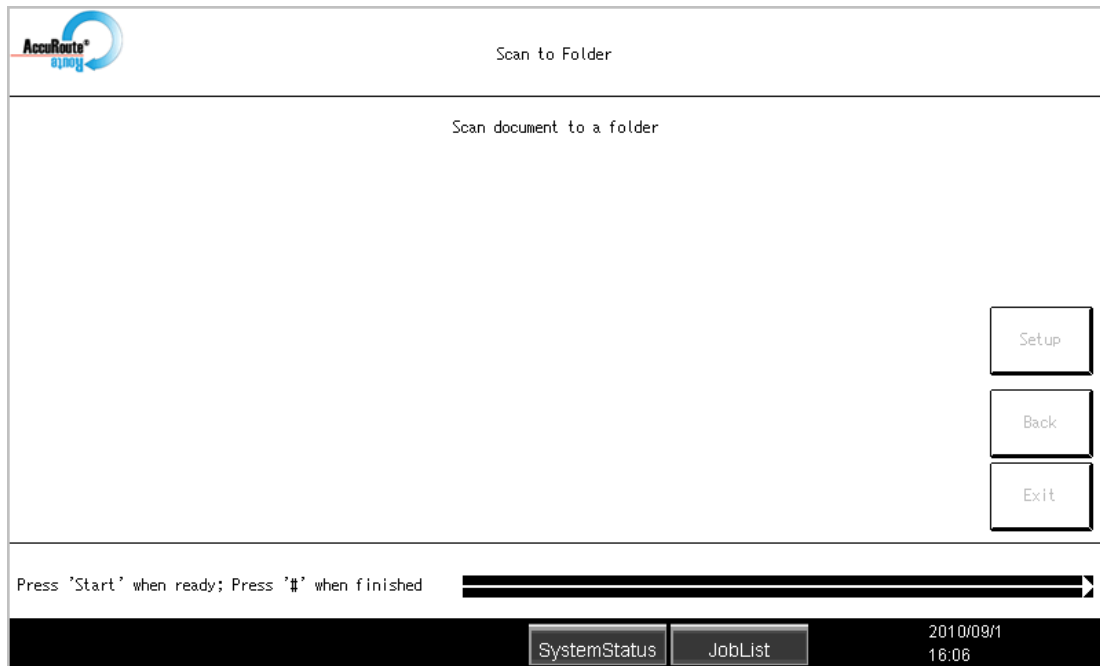 AccuRoute®
Route
Scan to Folder
Scan document to a folder
Setup
Back
Exit
Press 'Start' when ready; Press '#' when finished
SystemStatus
JobList
2010/09/1
16:06